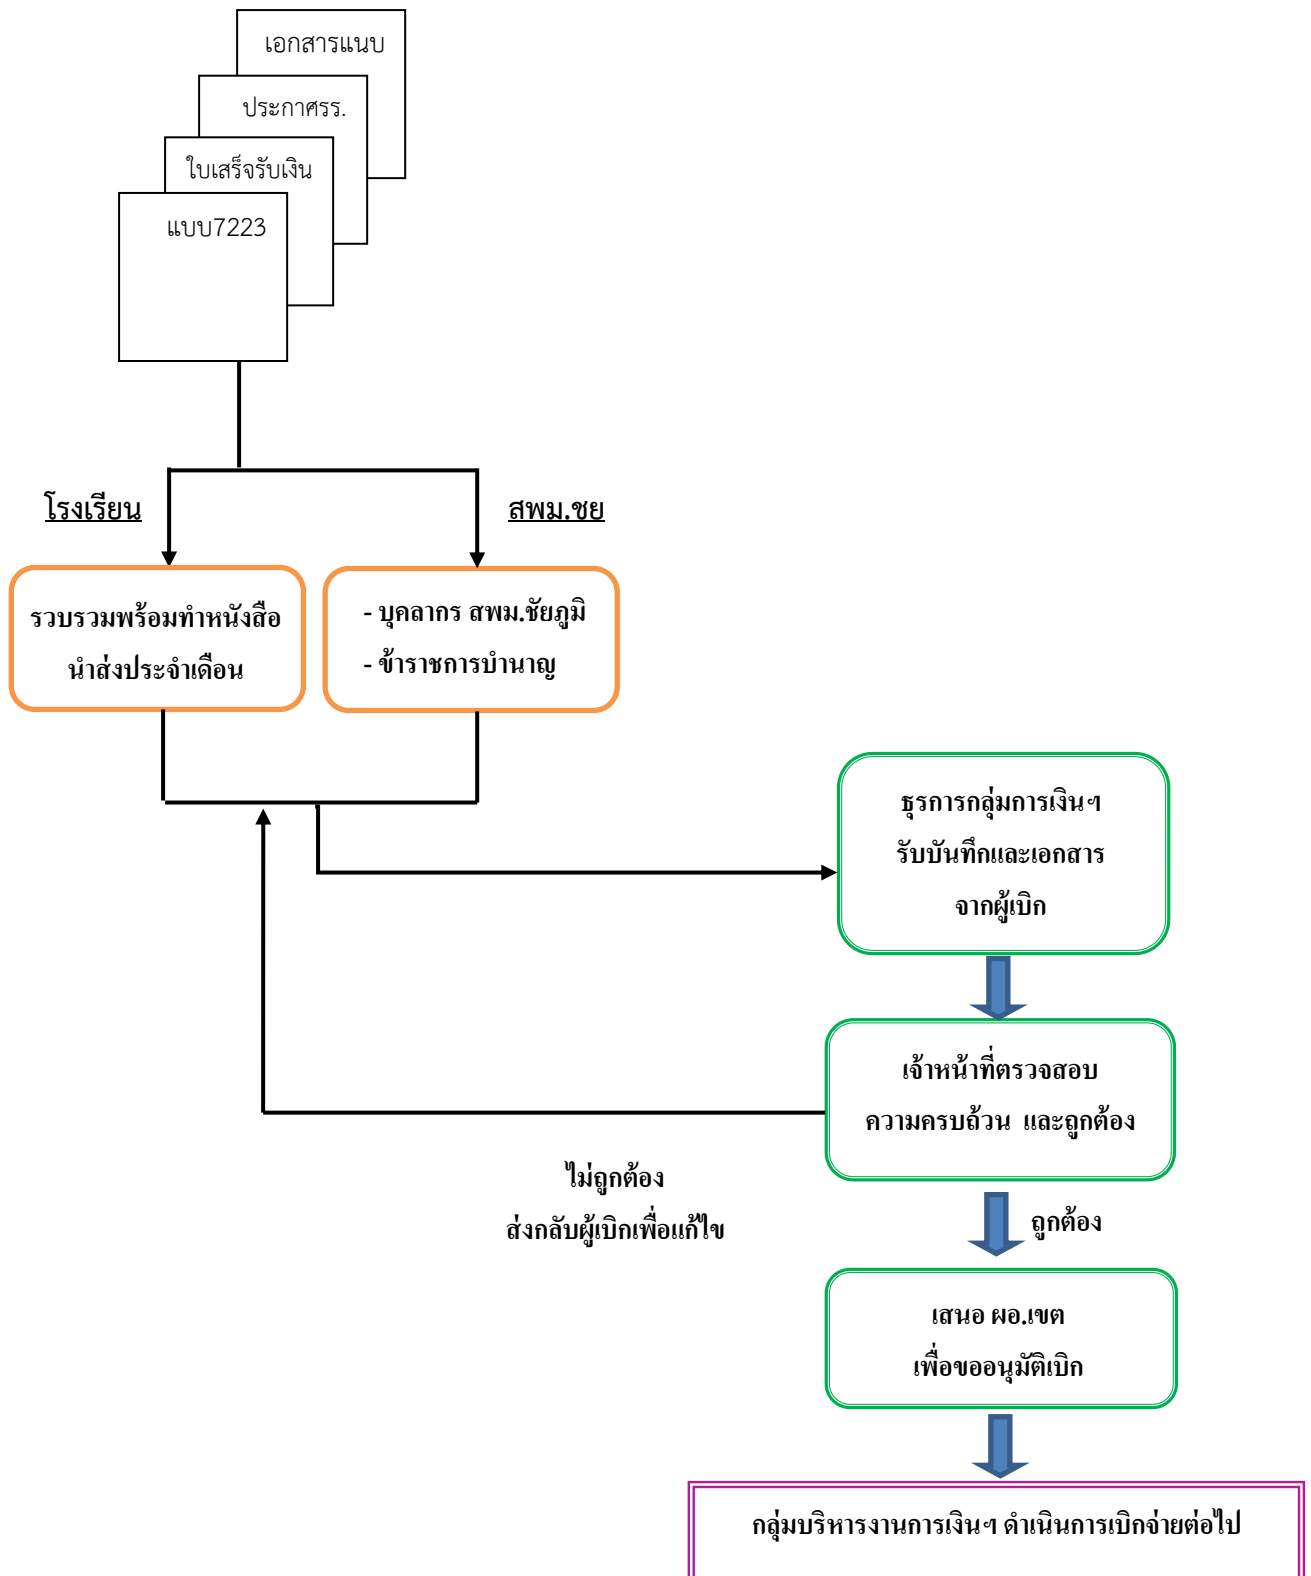 เอกสารแนบ
ประกาศรร.
ใบเสร็จรับเงิน
แบบ7223
โรงเรียน
สพม.ชย
รวบรวมพร้อมทำหนังสือ
นำส่งประจำเดือน
- บุคลากร สพม.ชัยภูมิ
- ข้าราชการบำนาญ
ธุรการกลุ่มการเงินฯ
รับบันทึกและเอกสาร
จากผู้เบิก
เจ้าหน้าที่ตรวจสอบ
ความครบถ้วน และถูกต้อง
ไม่ถูกต้อง
ส่งกลับผู้เบิกเพื่อแก้ไข
ถูกต้อง
เสนอ ผอ.เขต
เพื่อขออนุมัติเบิก
กลุ่มบริหารงานการเงินฯ ดำเนินการเบิกจ่ายต่อไป